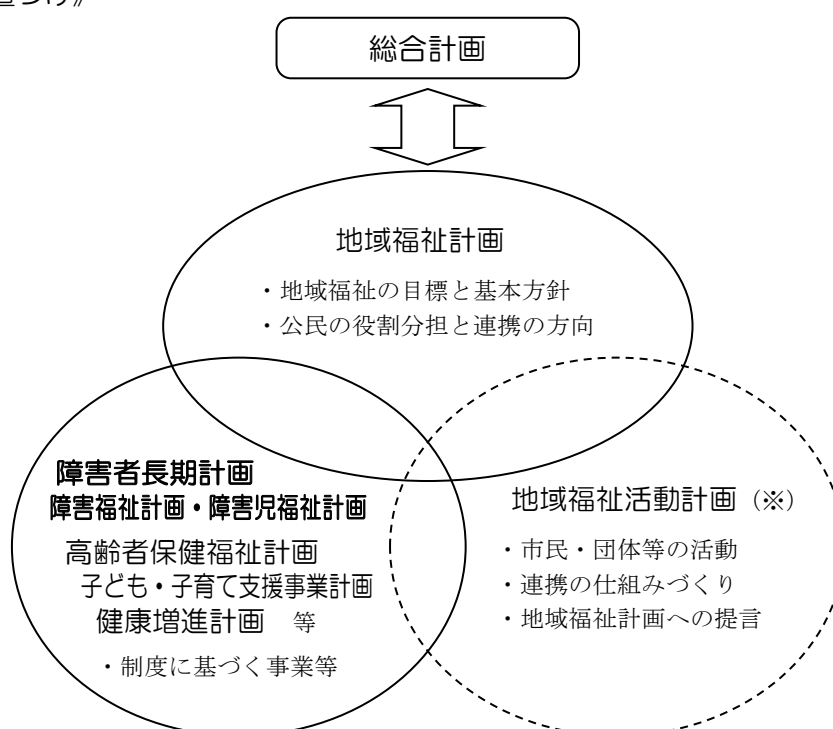 置づけ》
総合計画
地域福祉計画
・地域福祉の目標と基本方針
・公民の役割分担と連携の方向
障害者長期計画
障害福祉計画・障害児福祉計画
高齢者保健福祉計画
子ども・子育て支援事業計画
健康増進計画 等
・制度に基づく事業等
地域福祉活動計画（※）
・市民・団体等の活動
・連携の仕組みづくり
・地域福祉計画への提言